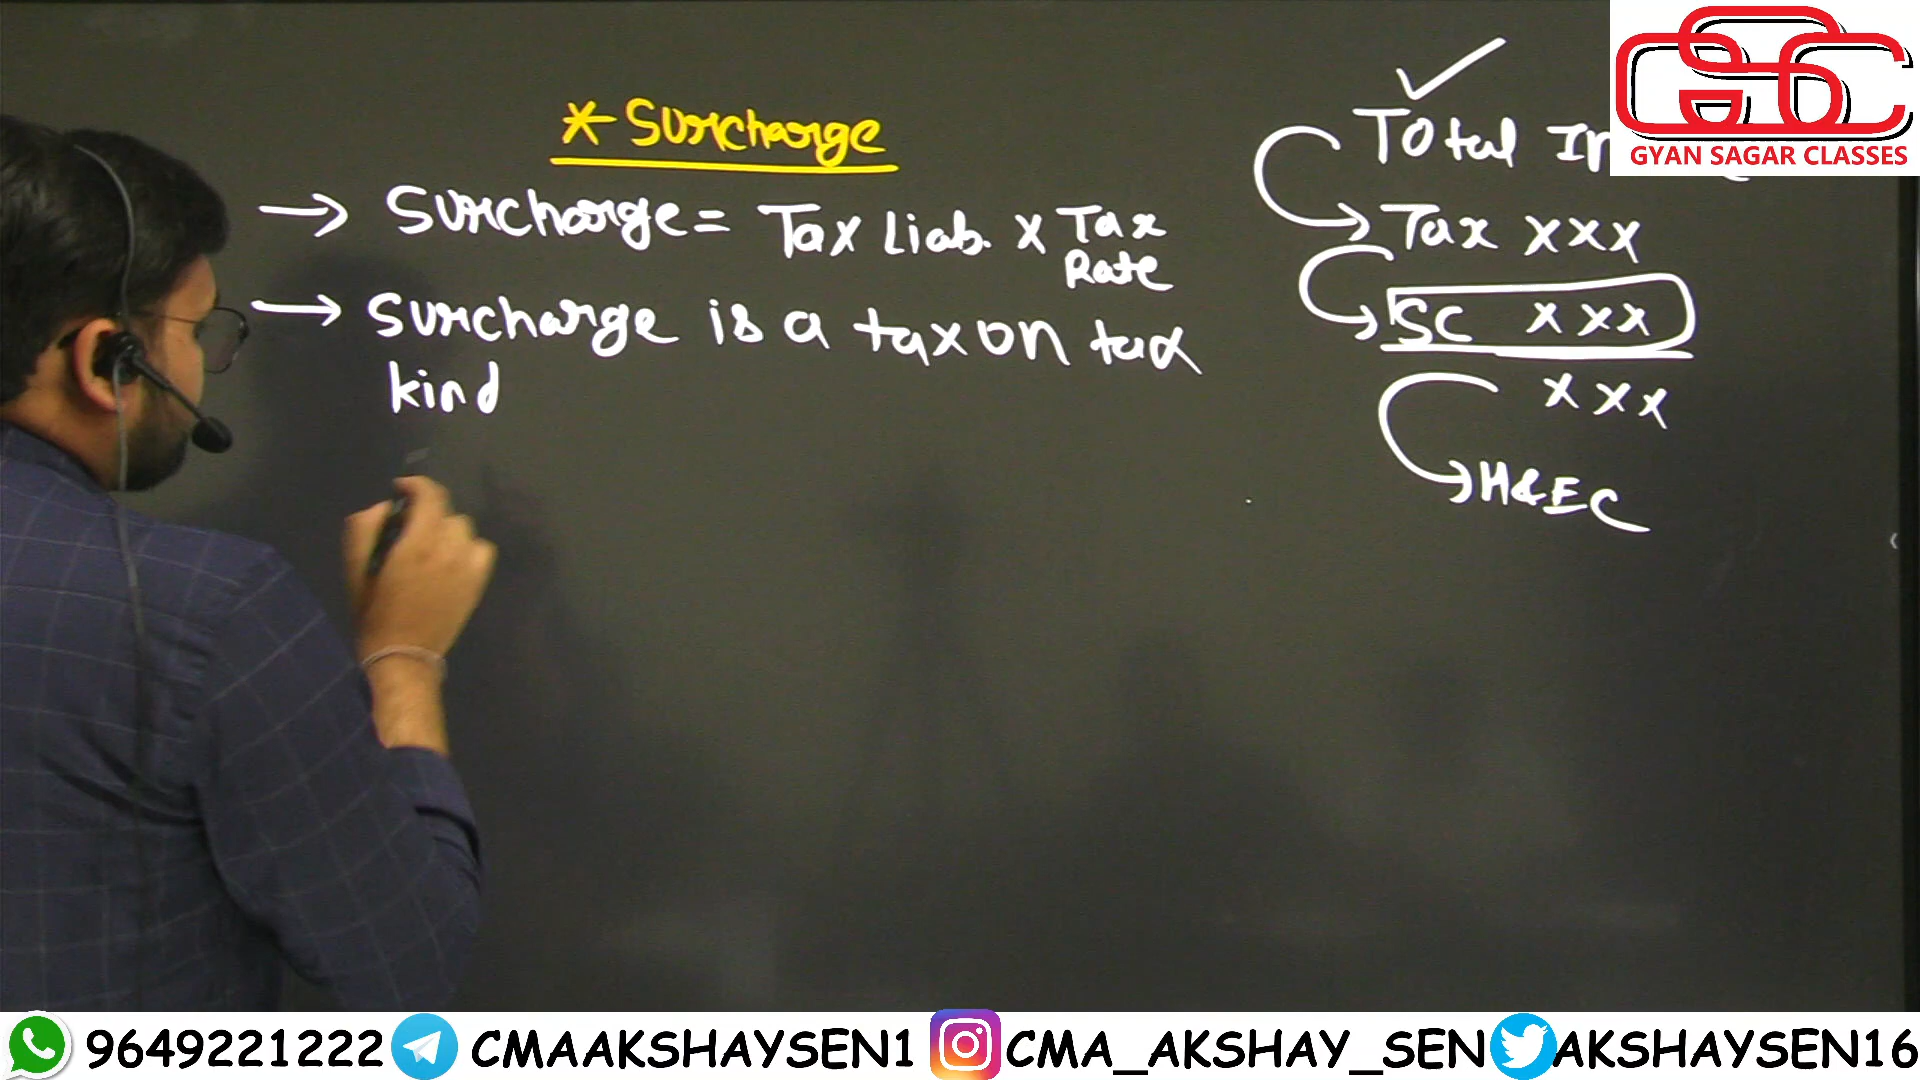 * Surcharge
→ Surcharge = Tax Liab. x Tax Rate
→ Surcharge is a tax on tax
kind
Total
Tax xxx
SC xxx
xxx
H&EC
GSC
GYAN SAGAR CLASSES
9649221222 CMAAKSHAYSEN1 CMA_AKSHAY_SEN AKSHAYSEN16